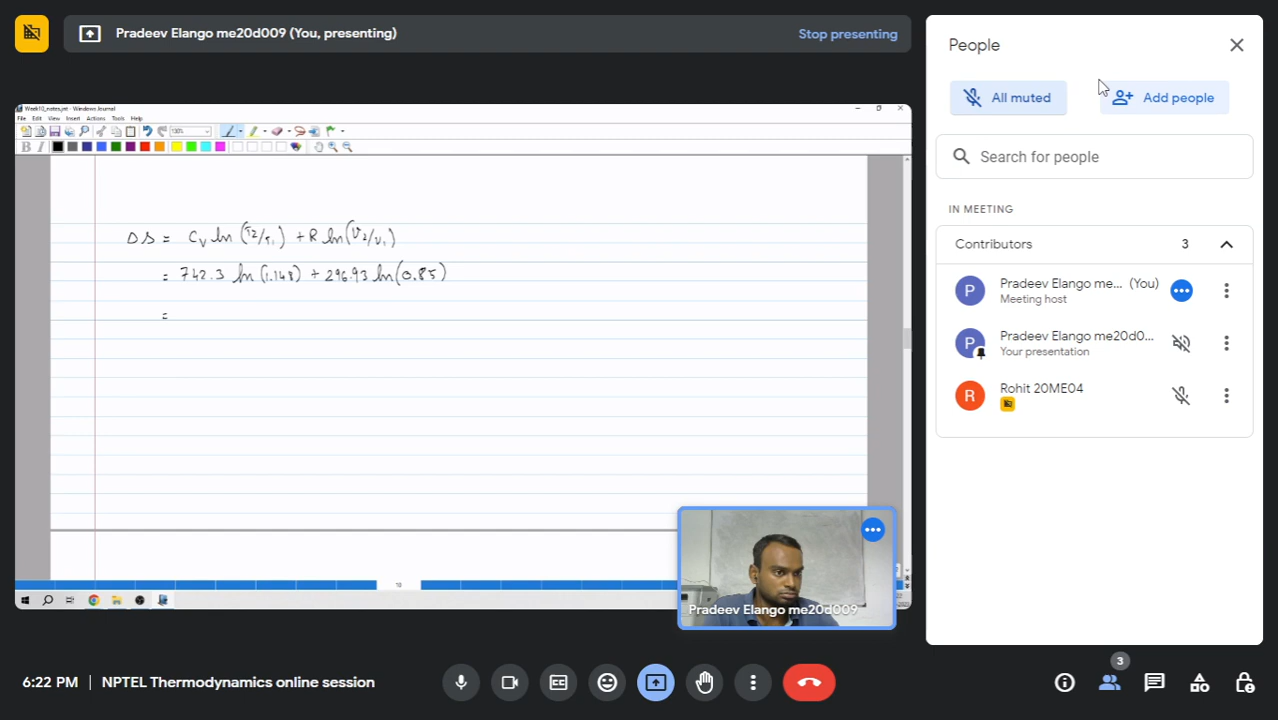 Pradeev Elango me20d009 (You, presenting)
Stop presenting
Week10_notes.jnt - Windows Journal
File Edit View Insert Actions Tools Help
100%
B I
Δs = Cv ln (T2/T1) + R ln(V2/V1)
= 742.3 ln (1.148) + 296.93 ln(0.85)
=
10
Pradeev Elango me20d009
People
All muted
Add people
Search for people
IN MEETING
Contributors 3
P Pradeev Elango me... (You)
Meeting host
P Pradeev Elango me20d0...
Your presentation
R Rohit 20ME04
6:22 PM | NPTEL Thermodynamics online session
3